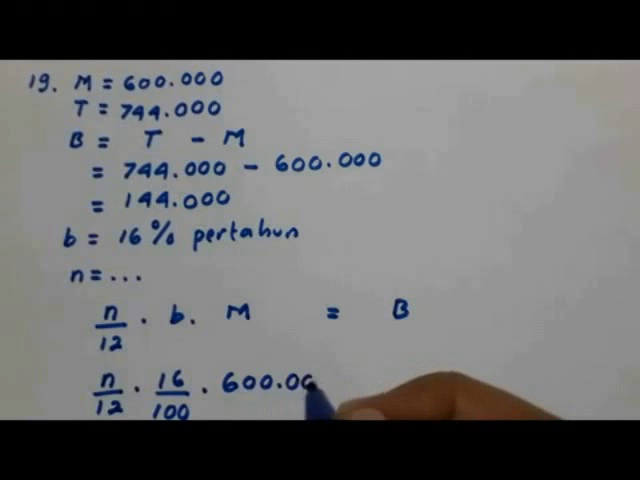 19. M = 600.000
T = 744.000
B = T - M
= 744.000 - 600.000
= 144.000
b = 16% pertahun
n = ...
n/12 . b. M = B
n/12 . 16/100 . 600.00